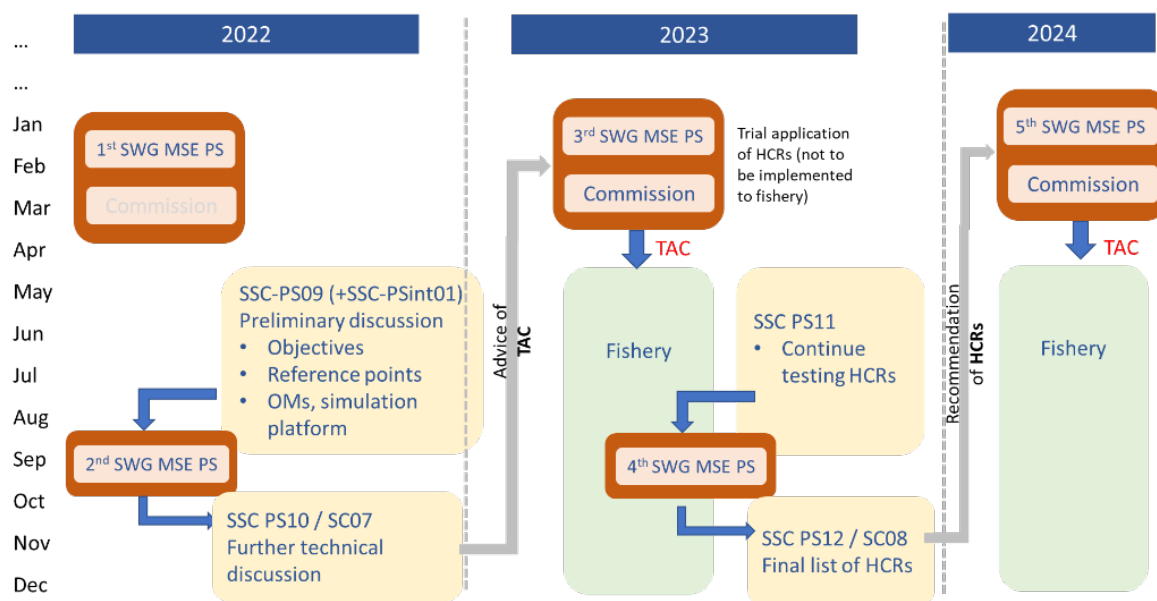 2022
2023
2024
...
...
Jan
Feb
Mar
Apr
May
Jun
Jul
Aug
Sep
Oct
Nov
Dec
1st SWG MSE PS
Commission
SSC-PS09 (+SSC-PSint01)
Preliminary discussion
• Objectives
• Reference points
• OMs, simulation
platform
2nd SWG MSE PS
SSC PS10 / SC07
Further technical
discussion
Advice of
TAC
3rd SWG MSE PS
Commission
Trial application
of HCRs (not to
be implemented
to fishery)
TAC
Fishery
SSC PS11
• Continue
testing HCRs
4th SWG MSE PS
SSC PS12 / SC08
Final list of HCRs
Recommendation
of HCRs
5th SWG MSE PS
Commission
TAC
Fishery